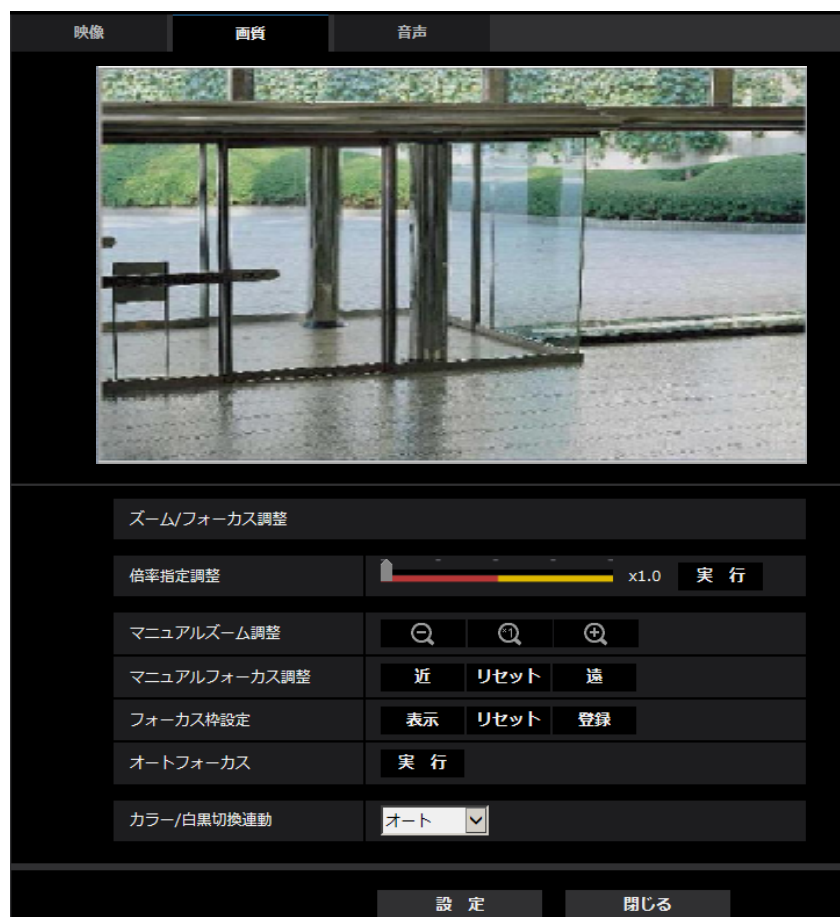 映像 画質 音声
ズーム/フォーカス調整
倍率指定調整 x1.0 実 行
マニュアルズーム調整 ×1
マニュアルフォーカス調整 近 リセット 遠
フォーカス枠設定 表示 リセット 登録
オートフォーカス 実 行
カラー/白黒切換連動 オート
設 定 閉じる